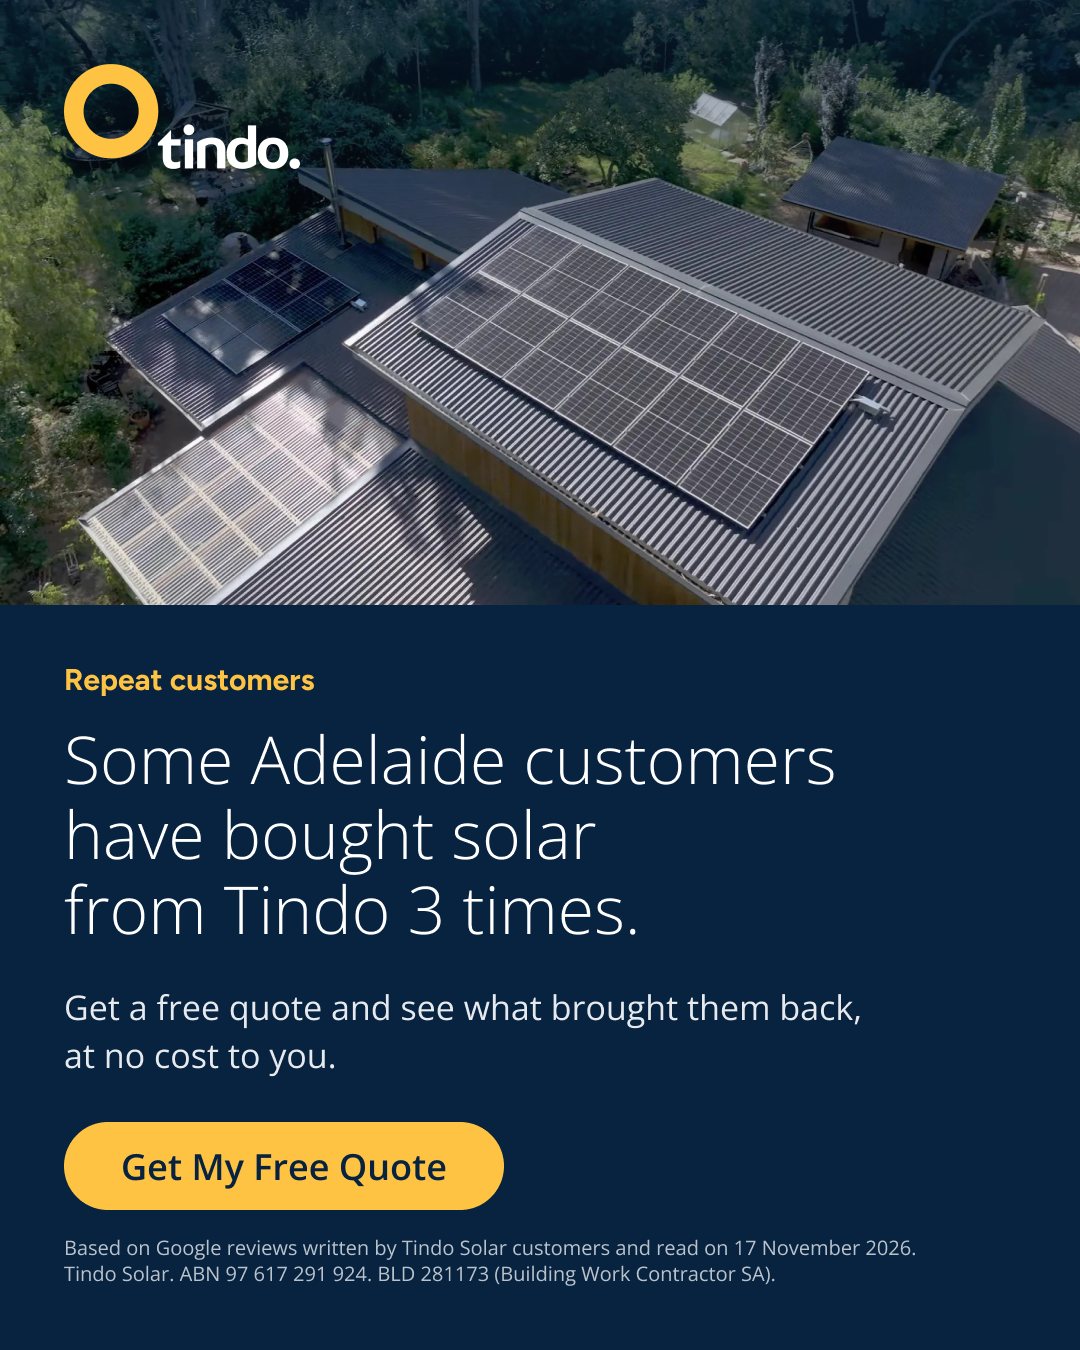 tindo.
Repeat customers
Some Adelaide customers
have bought solar
from Tindo 3 times.
Get a free quote and see what brought them back,
at no cost to you.
Get My Free Quote
Based on Google reviews written by Tindo Solar customers and read on 17 November 2026.
Tindo Solar. ABN 97 617 291 924. BLD 281173 (Building Work Contractor SA).